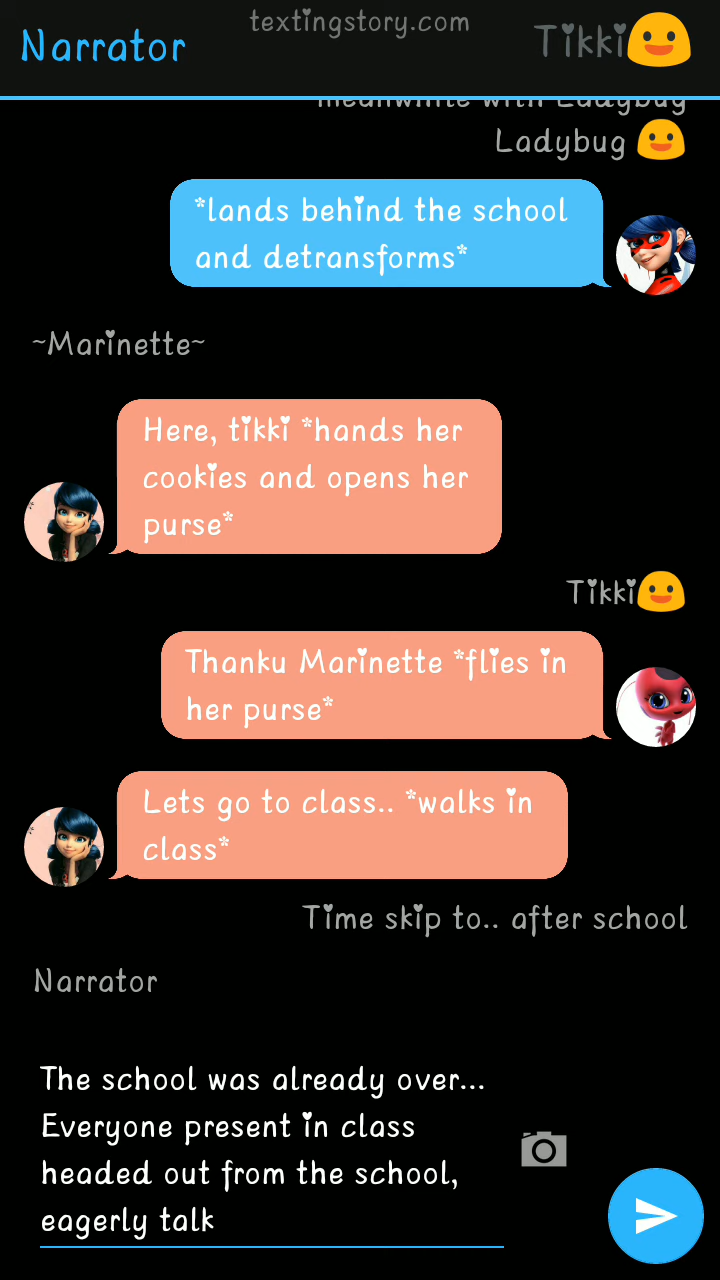 textingstory.com
Narrator
Tikki
meanwhile with Ladybug
Ladybug
*lands behind the school
and detransforms*
~Marinette~
Here, tikki *hands her
cookies and opens her
purse*
Tikki
Thanku Marinette *flies in
her purse*
Lets go to class.. *walks in
class*
Time skip to.. after school
Narrator
The school was already over...
Everyone present in class
headed out from the school,
eagerly talk